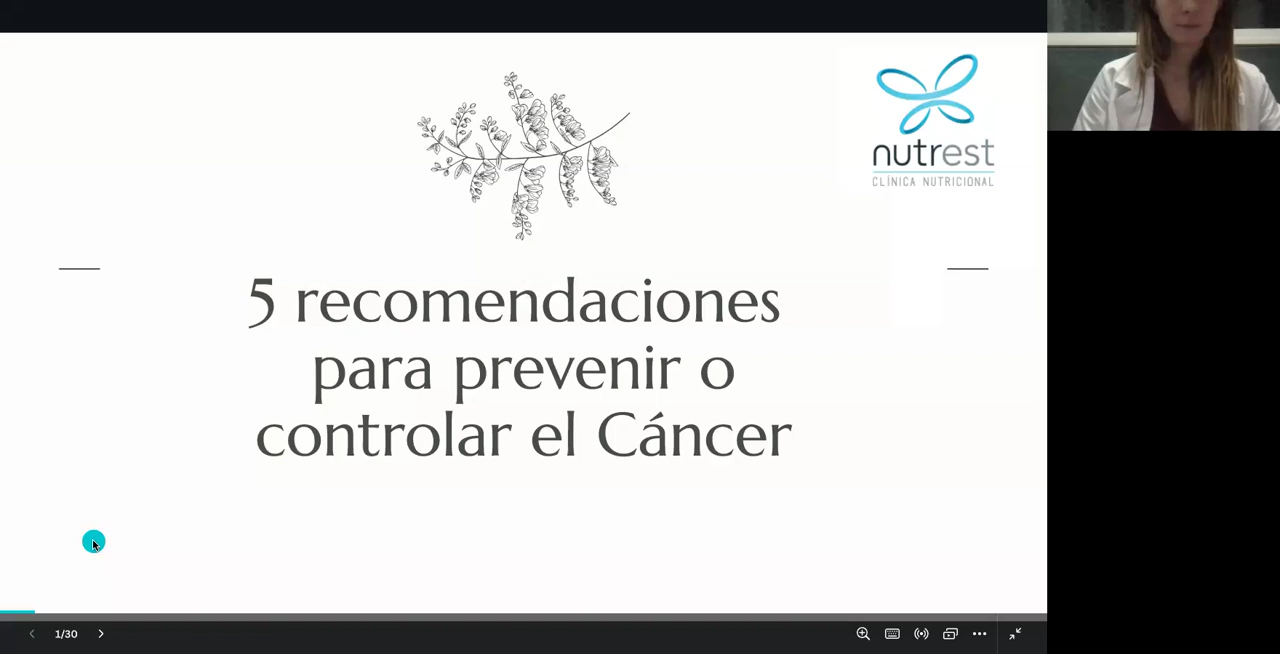 nutrest
CLÍNICA NUTRICIONAL
5 recomendaciones
para prevenir o
controlar el Cáncer
1/30